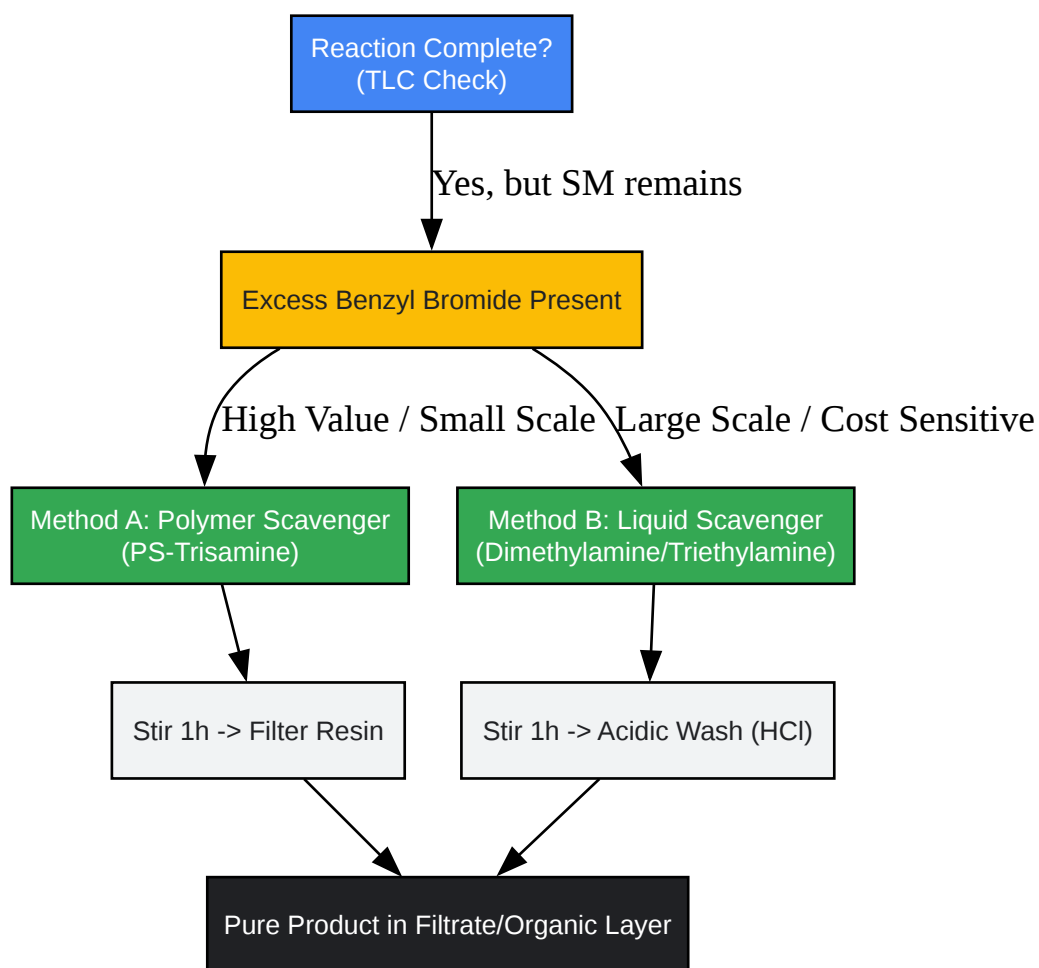 Reaction Complete?
(TLC Check)
Yes, but SM remains
Excess Benzyl Bromide Present
High Value / Small Scale
Large Scale / Cost Sensitive
Method A: Polymer Scavenger
(PS-Trisamine)
Method B: Liquid Scavenger
(Dimethylamine/Triethylamine)
Stir 1h -> Filter Resin
Stir 1h -> Acidic Wash (HCl)
Pure Product in Filtrate/Organic Layer